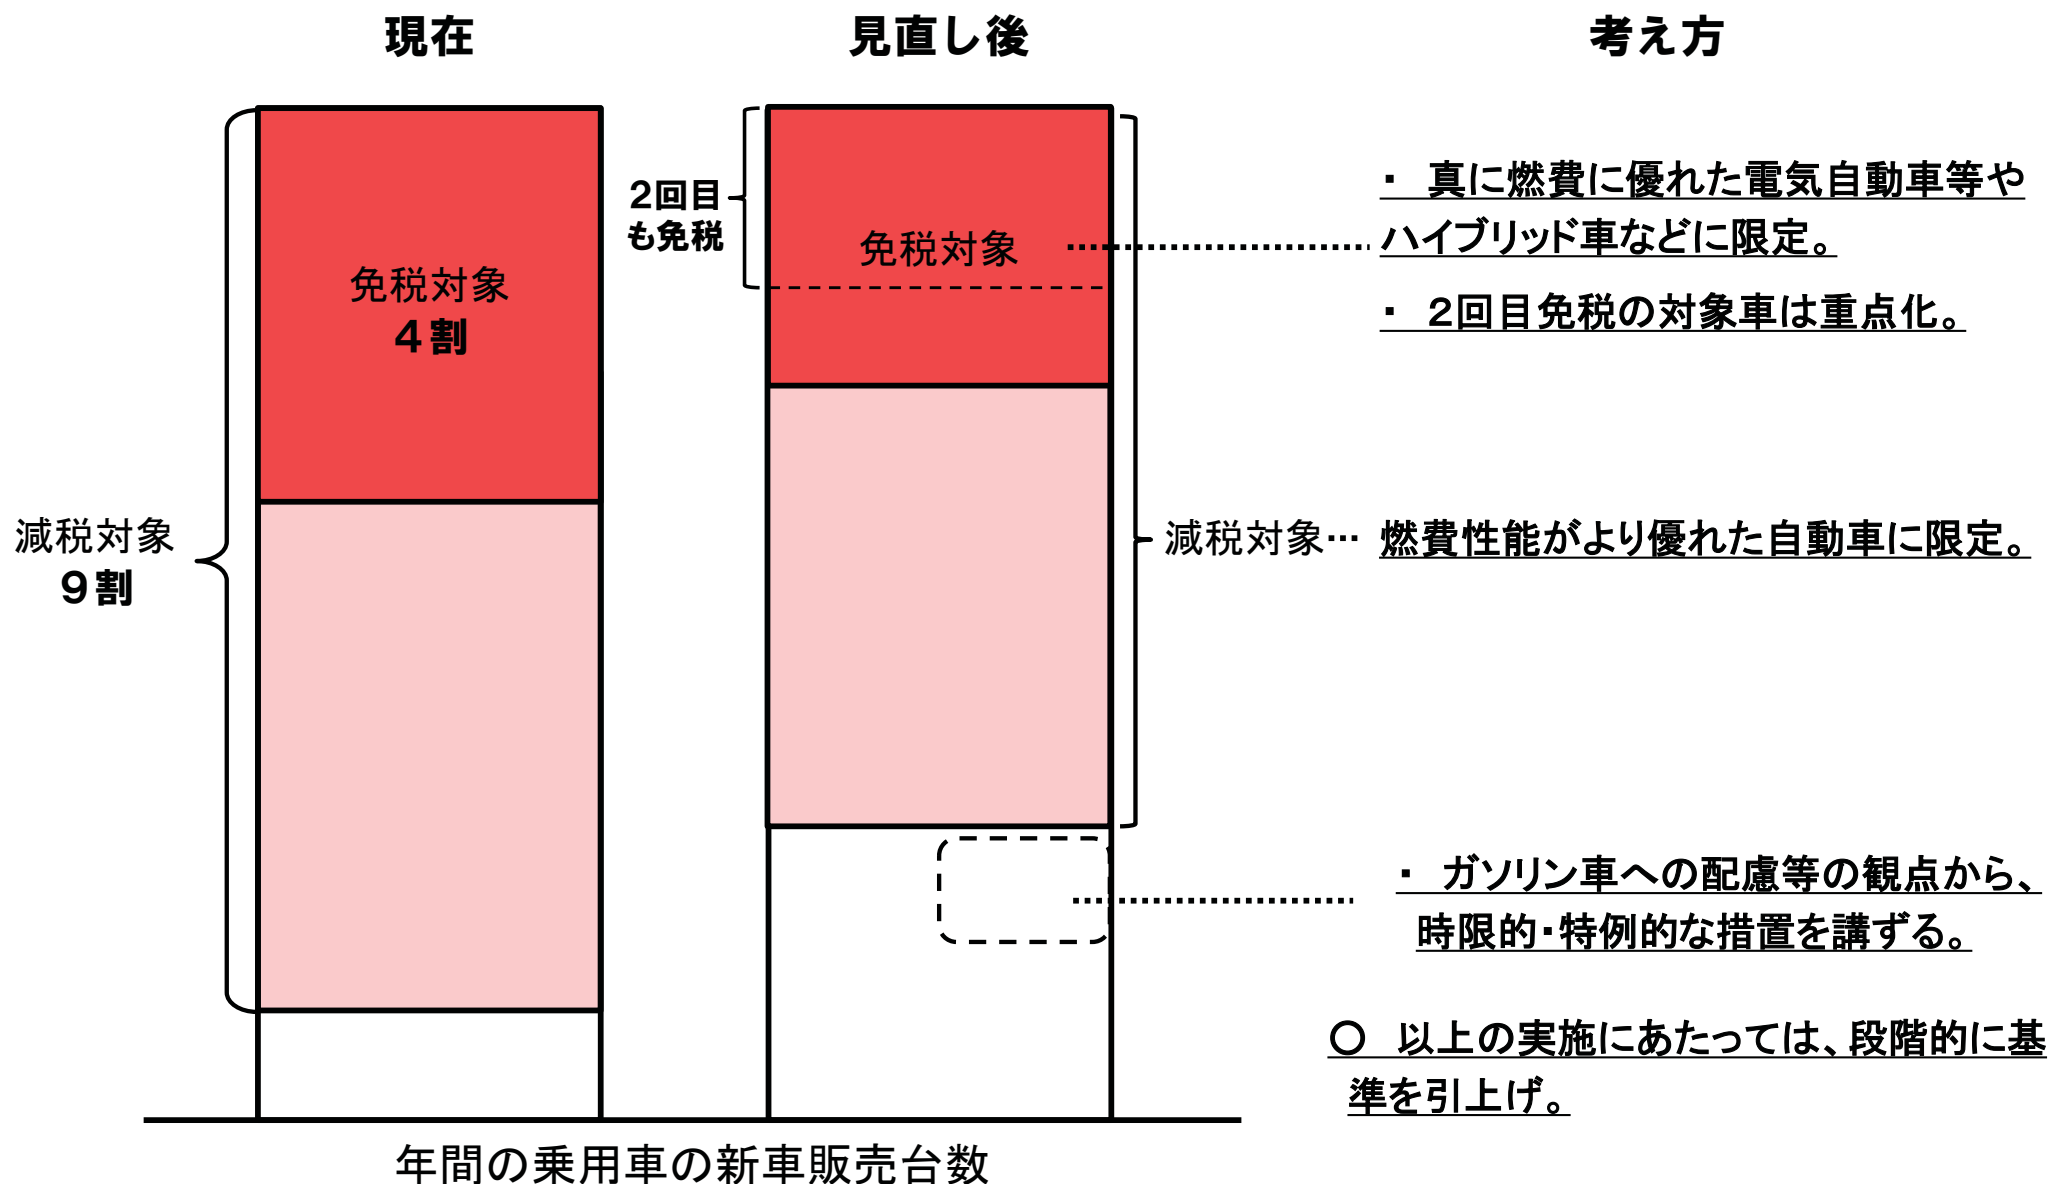 現在
見直し後
考え方
免税対象
４割
減税対象
９割
２回目
も免税
免税対象
・ 真に燃費に優れた電気自動車等や
ハイブリッド車などに限定。
・ ２回目免税の対象車は重点化。
減税対象… 燃費性能がより優れた自動車に限定。
・ ガソリン車への配慮等の観点から、
時限的・特例的な措置を講ずる。
○ 以上の実施にあたっては、段階的に基
準を引上げ。
年間の乗用車の新車販売台数